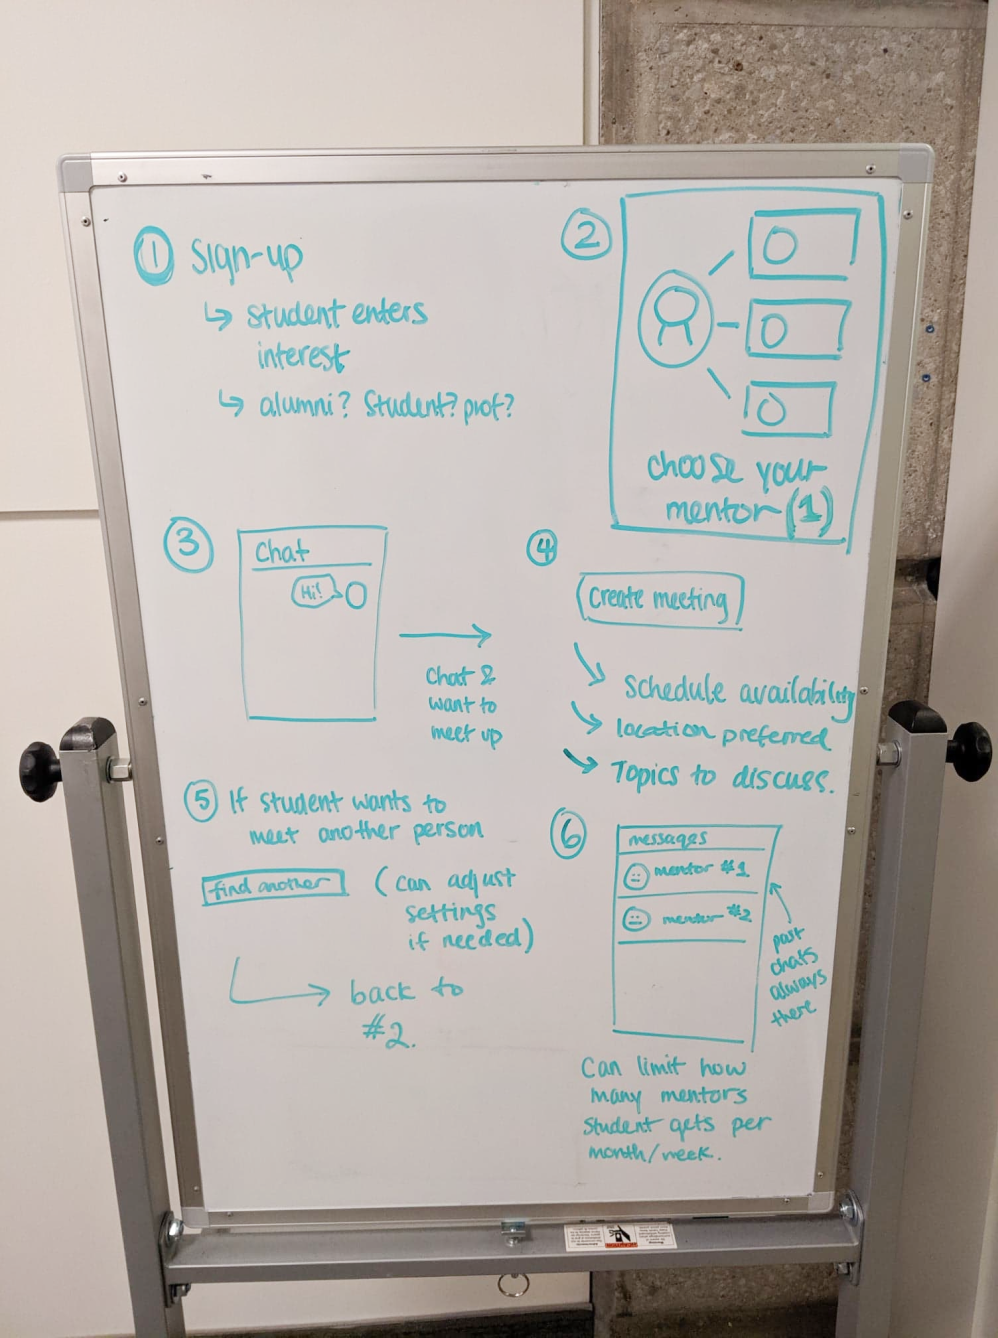 1 Sign-up
↳ student enters
interest
↳ alumni? Student? prof?
2
choose your
mentor (1)
3
Chat
Hi!
chat &
want to
meet up
4
Create meeting
Schedule availability
location preferred
Topics to discuss.
5 If student wants to
meet another person
find another (can adjust
settings
if needed)
back to
#2.
6
messages
mentor #1
mentor #2
past
chats
always
there
Can limit how
many mentors
Student gets per
month/week.